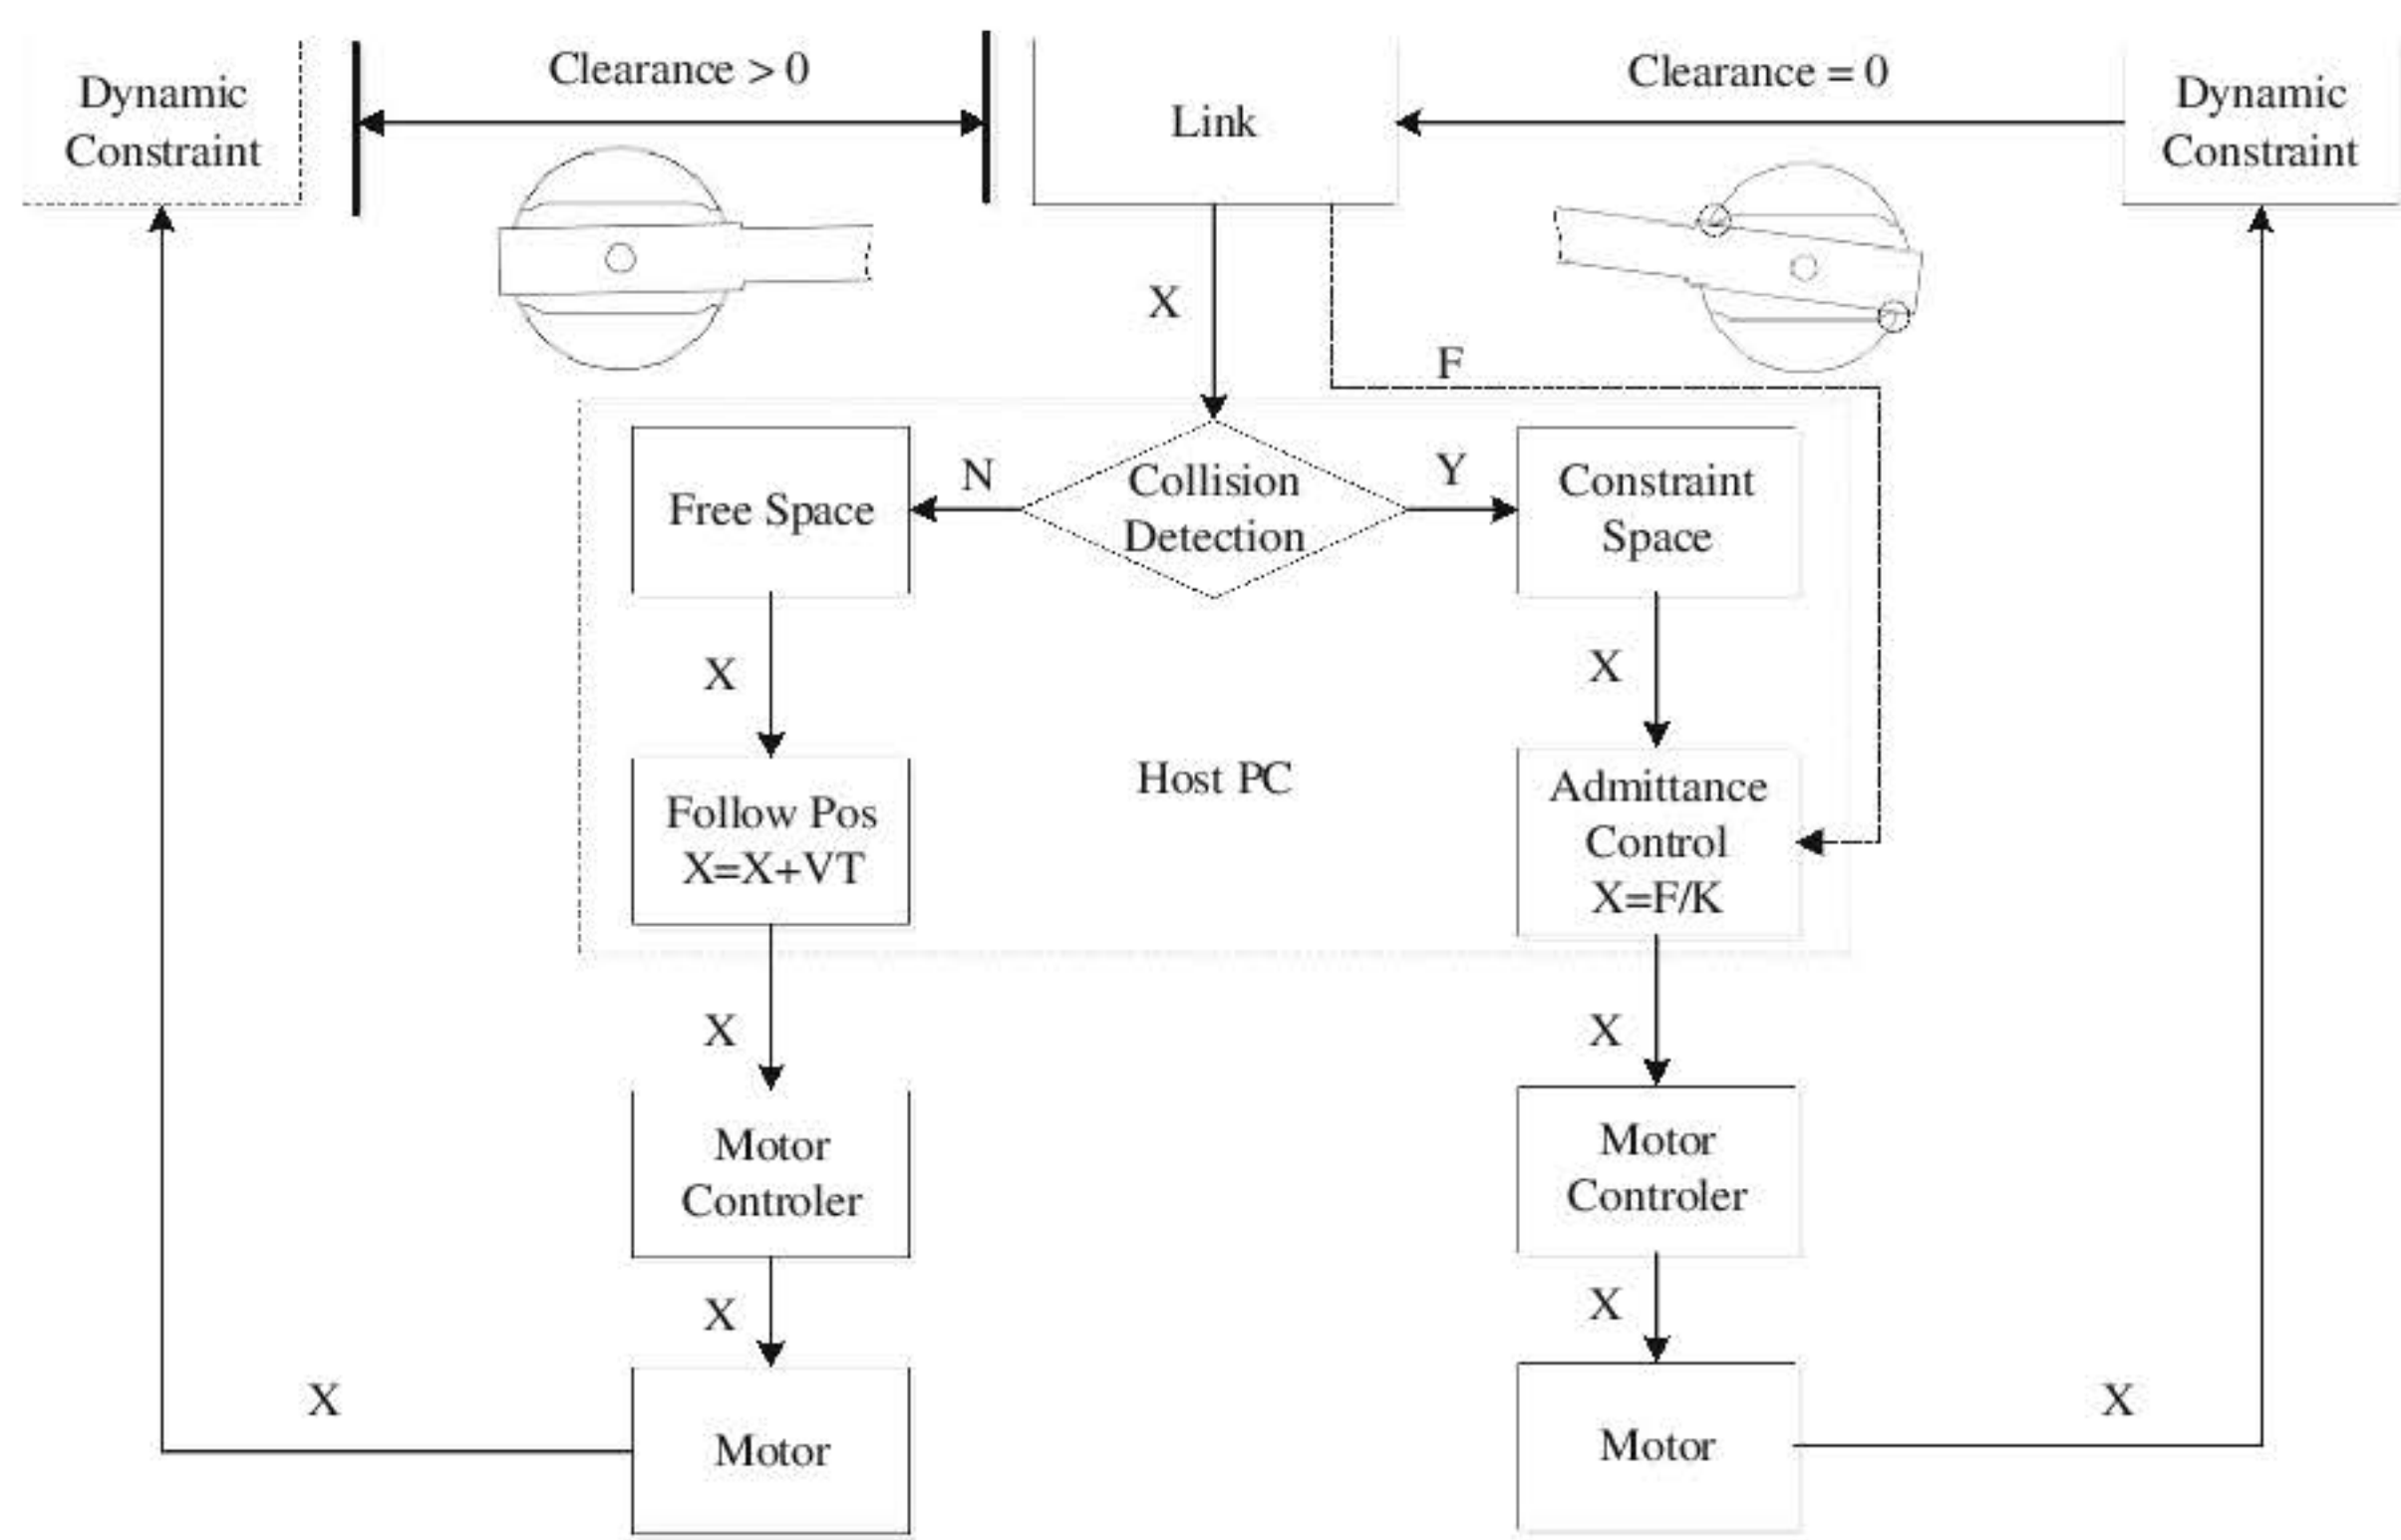 Dynamic
Constraint
Clearance > 0
Link
Clearance = 0
Dynamic
Constraint
X
F
Free Space
N
Collision
Detection
Y
Constraint
Space
X
X
Host PC
Follow Pos
X=X+VT
Admittance
Control
X=F/K
X
X
Motor
Controler
Motor
Controler
X
X
X
Motor
Motor
X